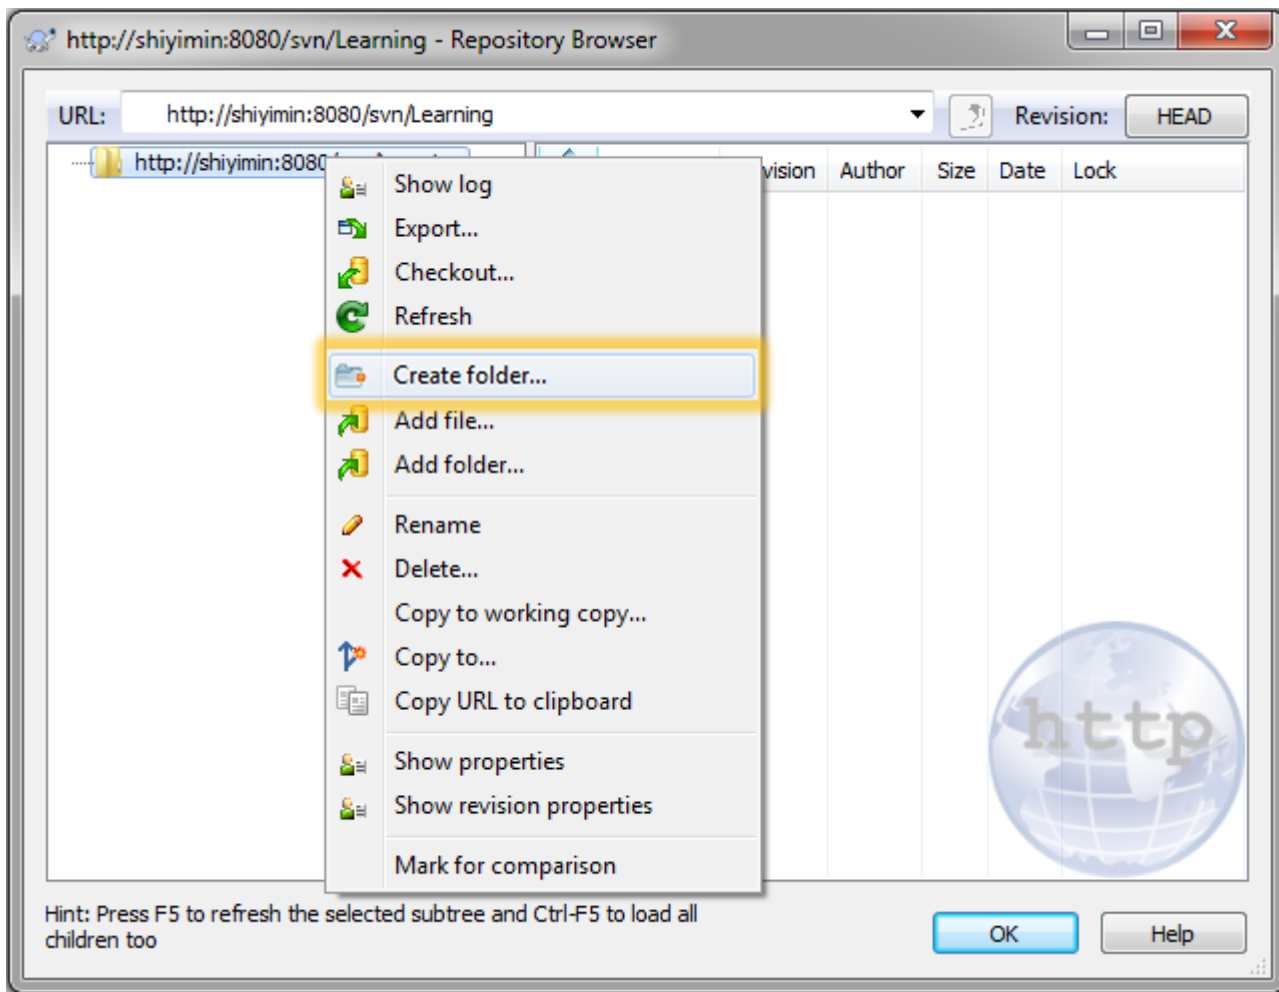 http://shiyimin:8080/svn/Learning - Repository Browser
URL: http://shiyimin:8080/svn/Learning Revision: HEAD
http://shiyimin:8080
Author Size Date Lock
Show log
Export...
Checkout...
Refresh
Create folder...
Add file...
Add folder...
Rename
Delete...
Copy to working copy...
Copy to...
Copy URL to clipboard
Show properties
Show revision properties
Mark for comparison
http
Hint: Press F5 to refresh the selected subtree and Ctrl-F5 to load all
children too
OK Help